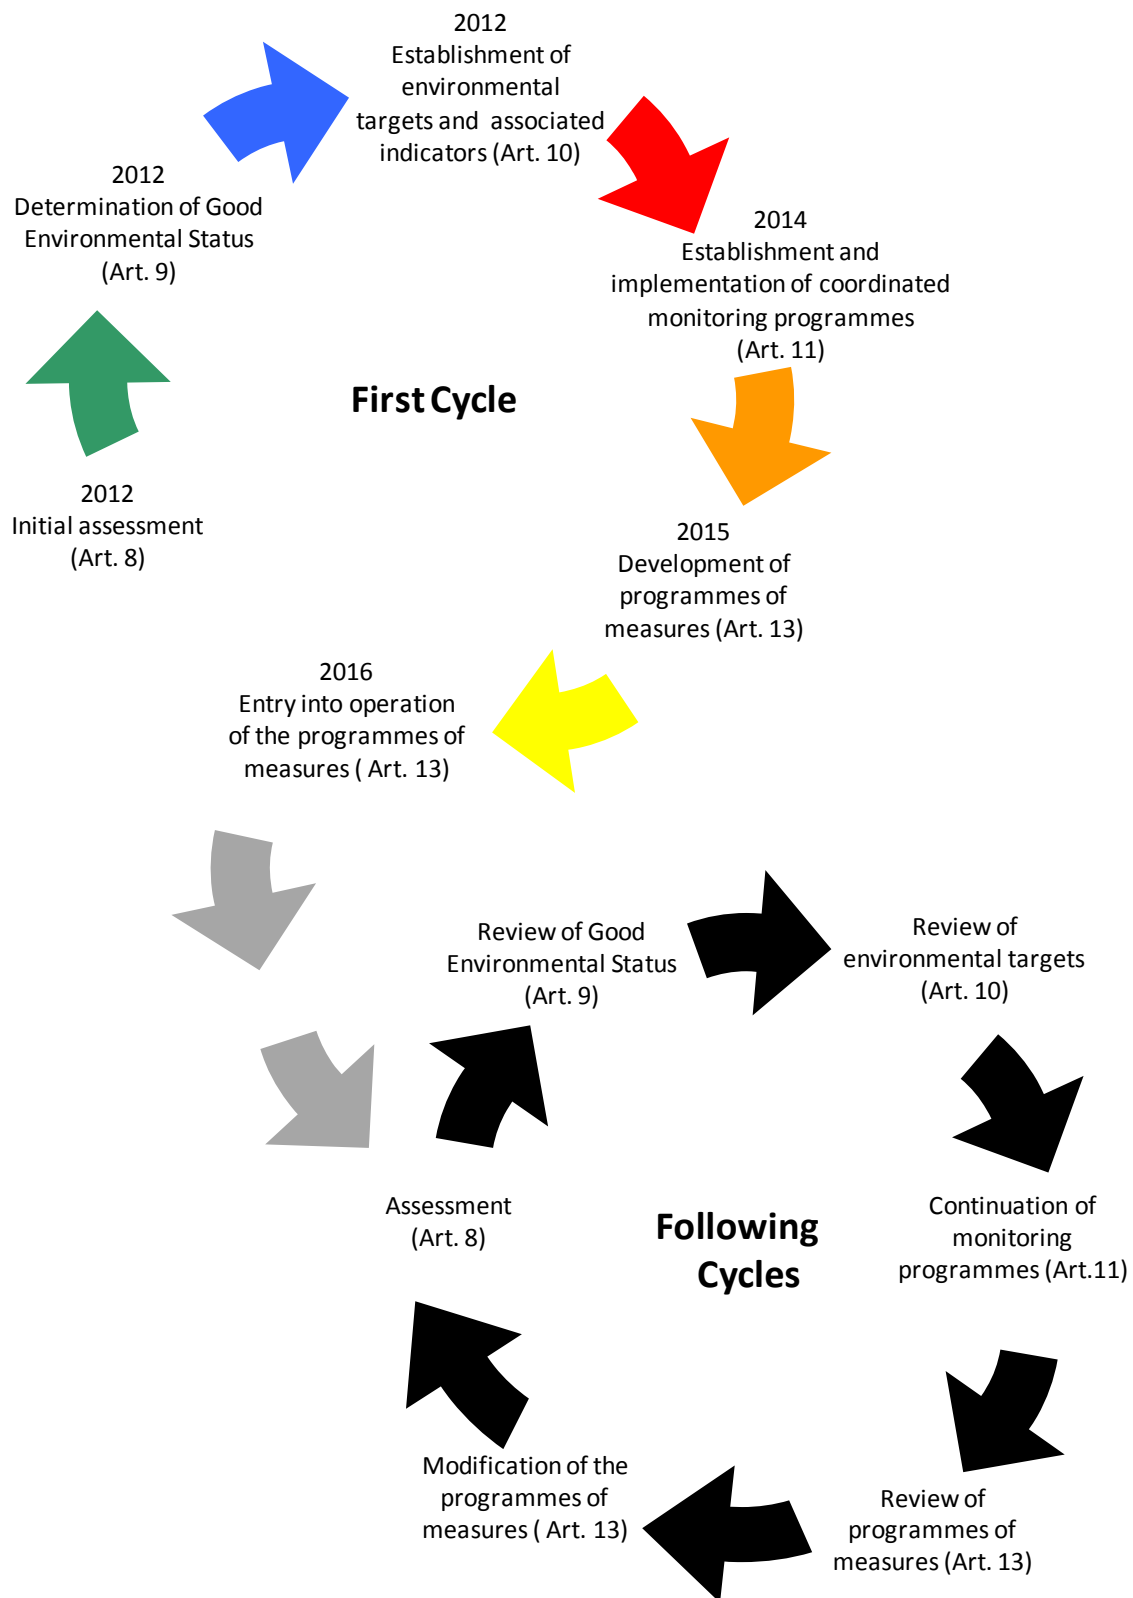 2012
Establishment of
environmental
targets and associated
indicators (Art. 10)
2012
Determination of Good
Environmental Status
(Art. 9)
2014
Establishment and
implementation of coordinated
monitoring programmes
(Art. 11)
First Cycle
2012
Initial assessment
(Art. 8)
2015
Development of
programmes of
measures (Art. 13)
2016
Entry into operation
of the programmes of
measures ( Art. 13)
Review of Good
Environmental Status
(Art. 9)
Review of
environmental targets
(Art. 10)
Assessment
(Art. 8)
Following
Cycles
Continuation of
monitoring
programmes (Art.11)
Modification of the
programmes of
measures ( Art. 13)
Review of
programmes of
measures (Art. 13)